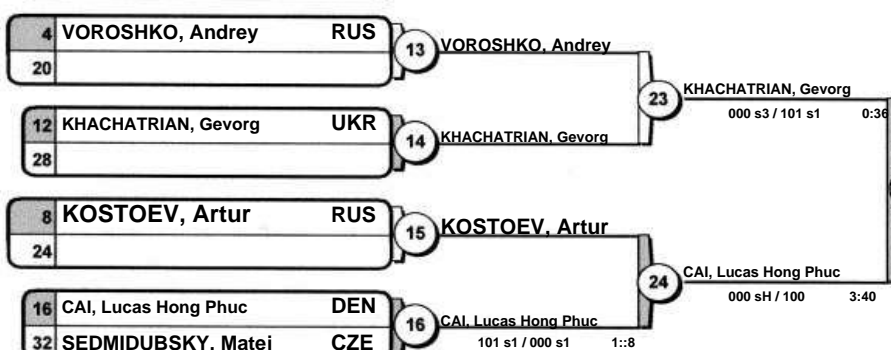 4 VOROSHKO, Andrey RUS
20
13 VOROSHKO, Andrey
12 KHACHATRIAN, Gevorg UKR
28
14 KHACHATRIAN, Gevorg
23 KHACHATRIAN, Gevorg
000 s3 / 101 s1 0:36
8 KOSTOEV, Artur RUS
24
15 KOSTOEV, Artur
16 CAI, Lucas Hong Phuc DEN
32 SEDMIDUBSKY, Matej CZE
16 CAI, Lucas Hong Phuc
101 s1 / 000 s1 1::8
24 CAI, Lucas Hong Phuc
000 sH / 100 3:40